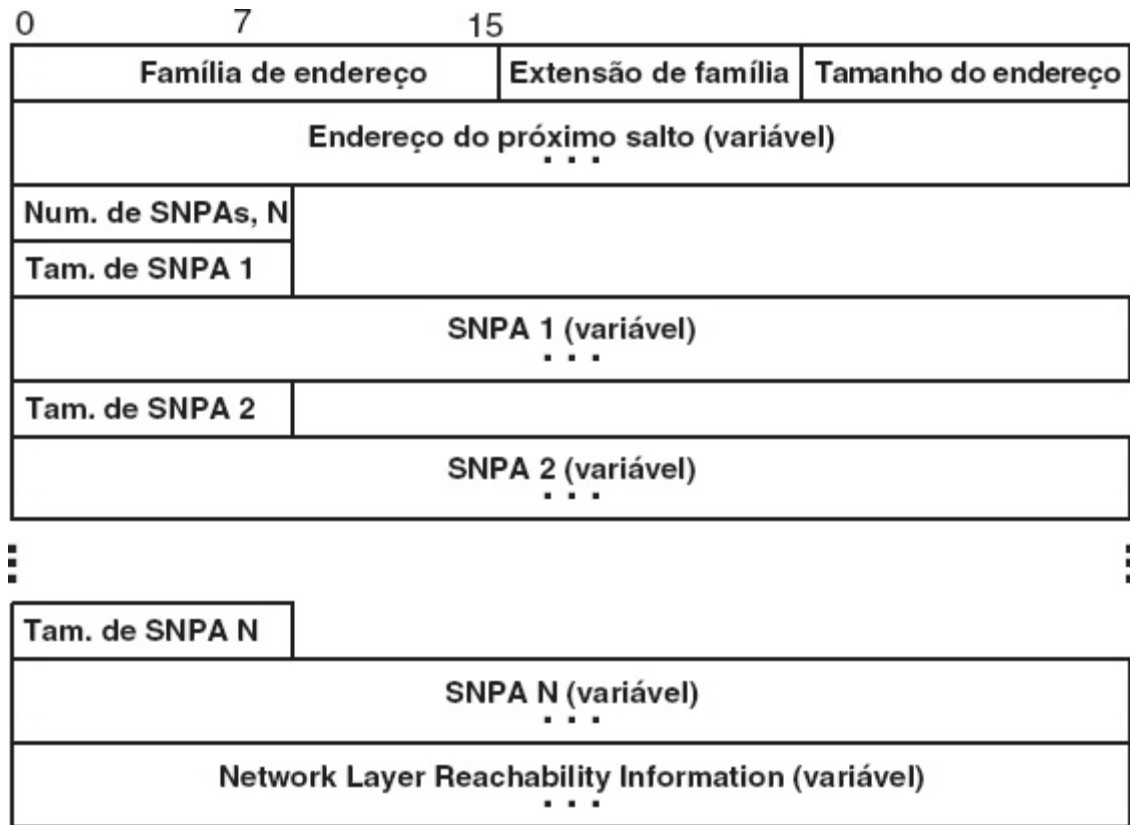 0 7 15
Família de endereço Extensão de família Tamanho do endereço
Endereço do próximo salto (variável)
. . .
Num. de SNPAs, N
Tam. de SNPA 1
SNPA 1 (variável)
. . .
Tam. de SNPA 2
SNPA 2 (variável)
. . .
Tam. de SNPA N
SNPA N (variável)
. . .
Network Layer Reachability Information (variável)
. . .